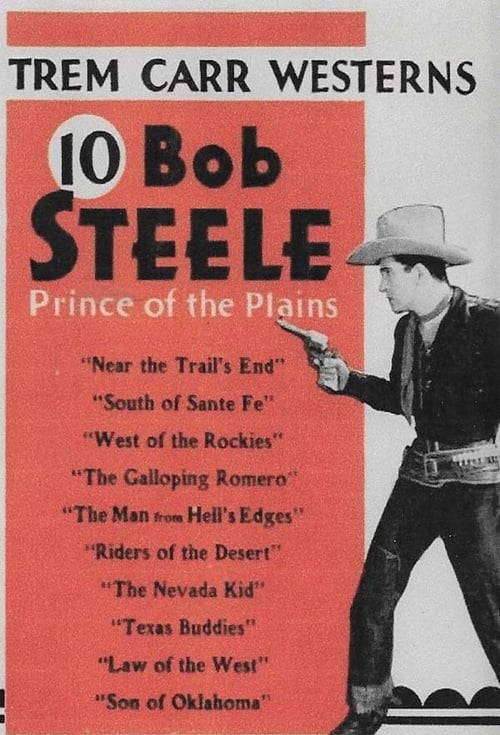 TREM CARR WESTERNS
10 Bob
STEELE
Prince of the Plains
"Near the Trail's End"
"South of Sante Fe"
"West of the Rockies"
"The Galloping Romero"
"The Man from Hell's Edges"
"Riders of the Desert"
"The Nevada Kid"
"Texas Buddies"
"Law of the West"
"Son of Oklahoma"